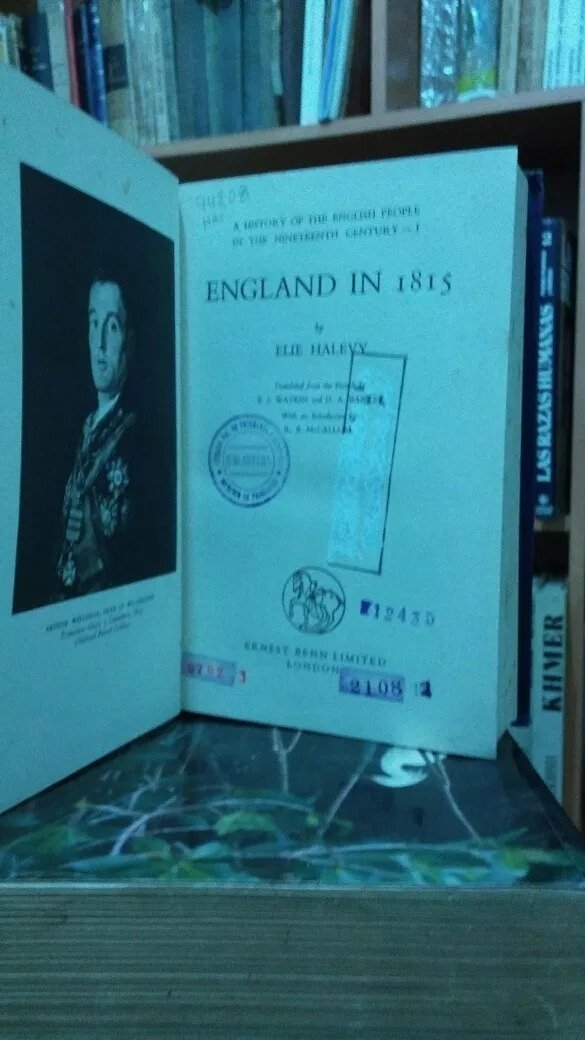 A HISTORY OF THE ENGLISH PEOPLE
IN THE NINETEENTH CENTURY — I
ENGLAND IN 1815
by
ELIE HALEVY
Translated from the French by
E. I. WATKIN and D. A. BARKER
With an Introduction by
R. B. McCALLUM
12430
ERNEST BENN LIMITED
LONDON
2108
LAS RAZAS HUMANAS
KHMER